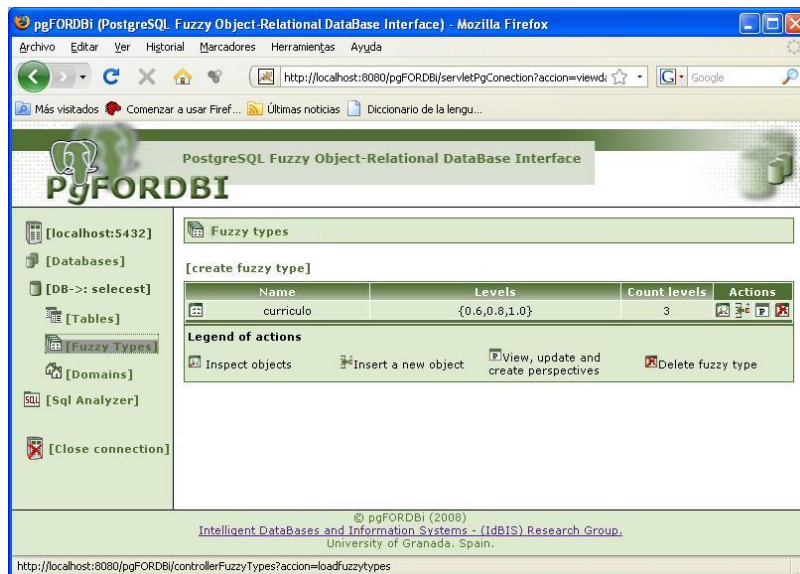 pgFORDBi (PostgreSQL Fuzzy Object-Relational DataBase Interface) - Mozilla Firefox
Archivo Editar Ver Historial Marcadores Herramientas Ayuda
http://localhost:8080/pgFORDBi/servletPgConection?accion=viewda
G Google
Más visitados Comenzar a usar Firef... Últimas noticias Diccionario de la lengu...
PgFORDBI
PostgreSQL Fuzzy Object-Relational DataBase Interface
[localhost:5432]
[Databases]
[DB->: selecest]
[Tables]
[Fuzzy Types]
[Domains]
SQL [Sql Analyzer]
[Close connection]
Fuzzy types
[create fuzzy type]
Name Levels Count levels Actions
curriculo {0.6,0.8,1.0} 3 P
Legend of actions
Inspect objects
Insert a new object
P View, update and
create perspectives
Delete fuzzy type
© pgFORDBi (2008)
Intelligent DataBases and Information Systems - (IdBIS) Research Group.
University of Granada. Spain.
http://localhost:8080/pgFORDBi/controllerFuzzyTypes?accion=loadfuzzytypes